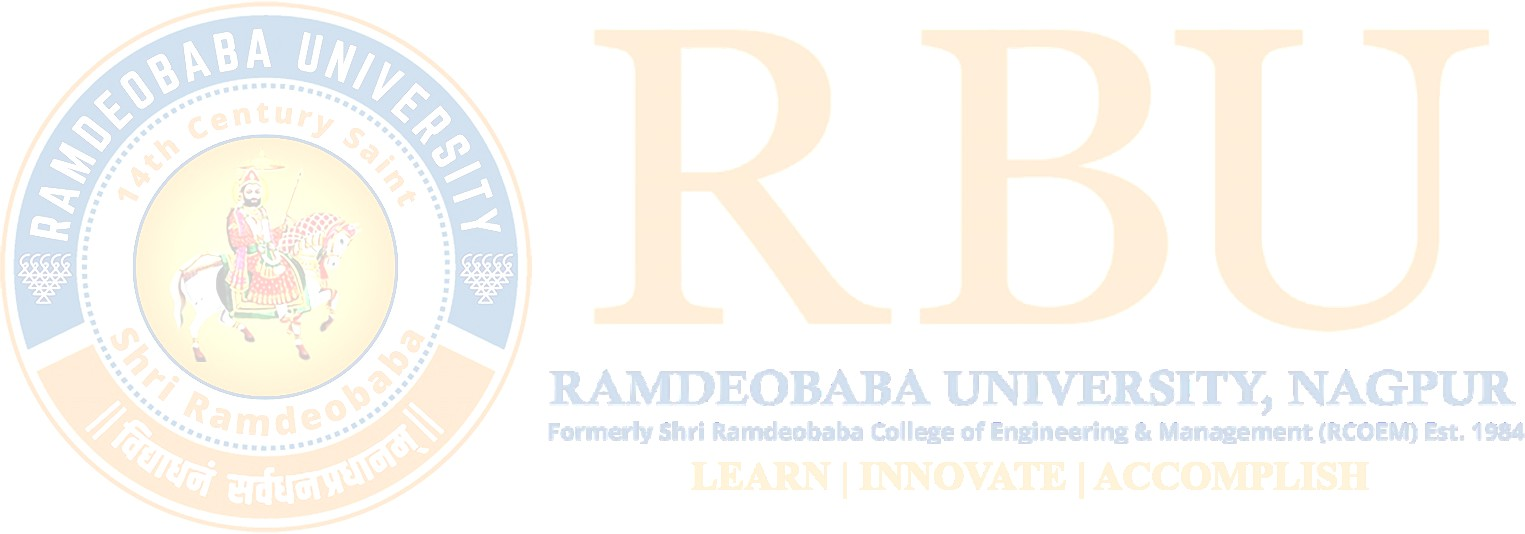 RAMDEOBABA UNIVERSITY
14th Century Saint
Shri Ramdeobaba
|| विद्याधनं सर्वधनप्रधानम् ||
RBU
RAMDEOBABA UNIVERSITY, NAGPUR
Formerly Shri Ramdeobaba College of Engineering & Management (RCOEM) Est. 1984
LEARN | INNOVATE | ACCOMPLISH